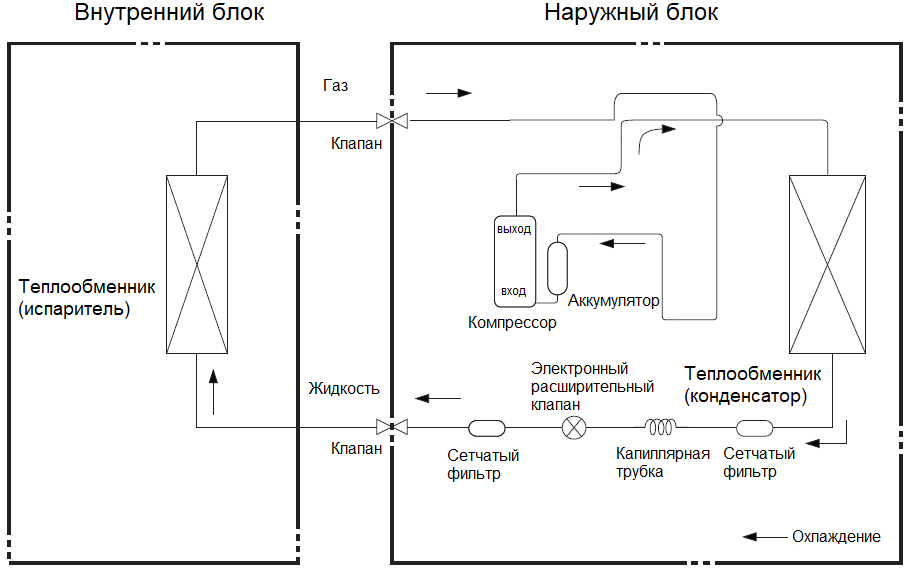 Внутренний блок
Наружный блок
Газ
Клапан
выход
вход
Теплообменник
(испаритель)
Аккумулятор
Компрессор
Жидкость
Электронный
расширительный
клапан
Теплообменник
(конденсатор)
Клапан
Сетчатый
фильтр
Капиллярная
трубка
Сетчатый
фильтр
Охлаждение